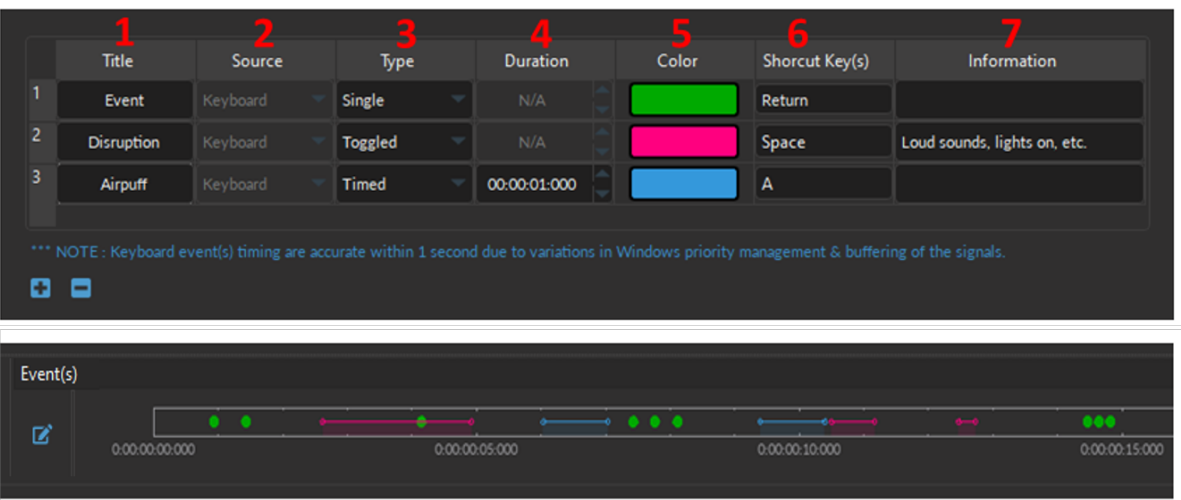 1 2 3 4 5 6 7
Title Source Type Duration Color Shorcut Key(s) Information
1 Event Keyboard Single N/A Return
2 Disruption Keyboard Toggled N/A Space Loud sounds, lights on, etc.
3 Airpuff Keyboard Timed 00:00:01:000 A
*** NOTE : Keyboard event(s) timing are accurate within 1 second due to variations in Windows priority management & buffering of the signals.
Event(s)
0:00:00:00:000 0:00:00:05:000 0:00:00:10:000 0:00:00:15:000